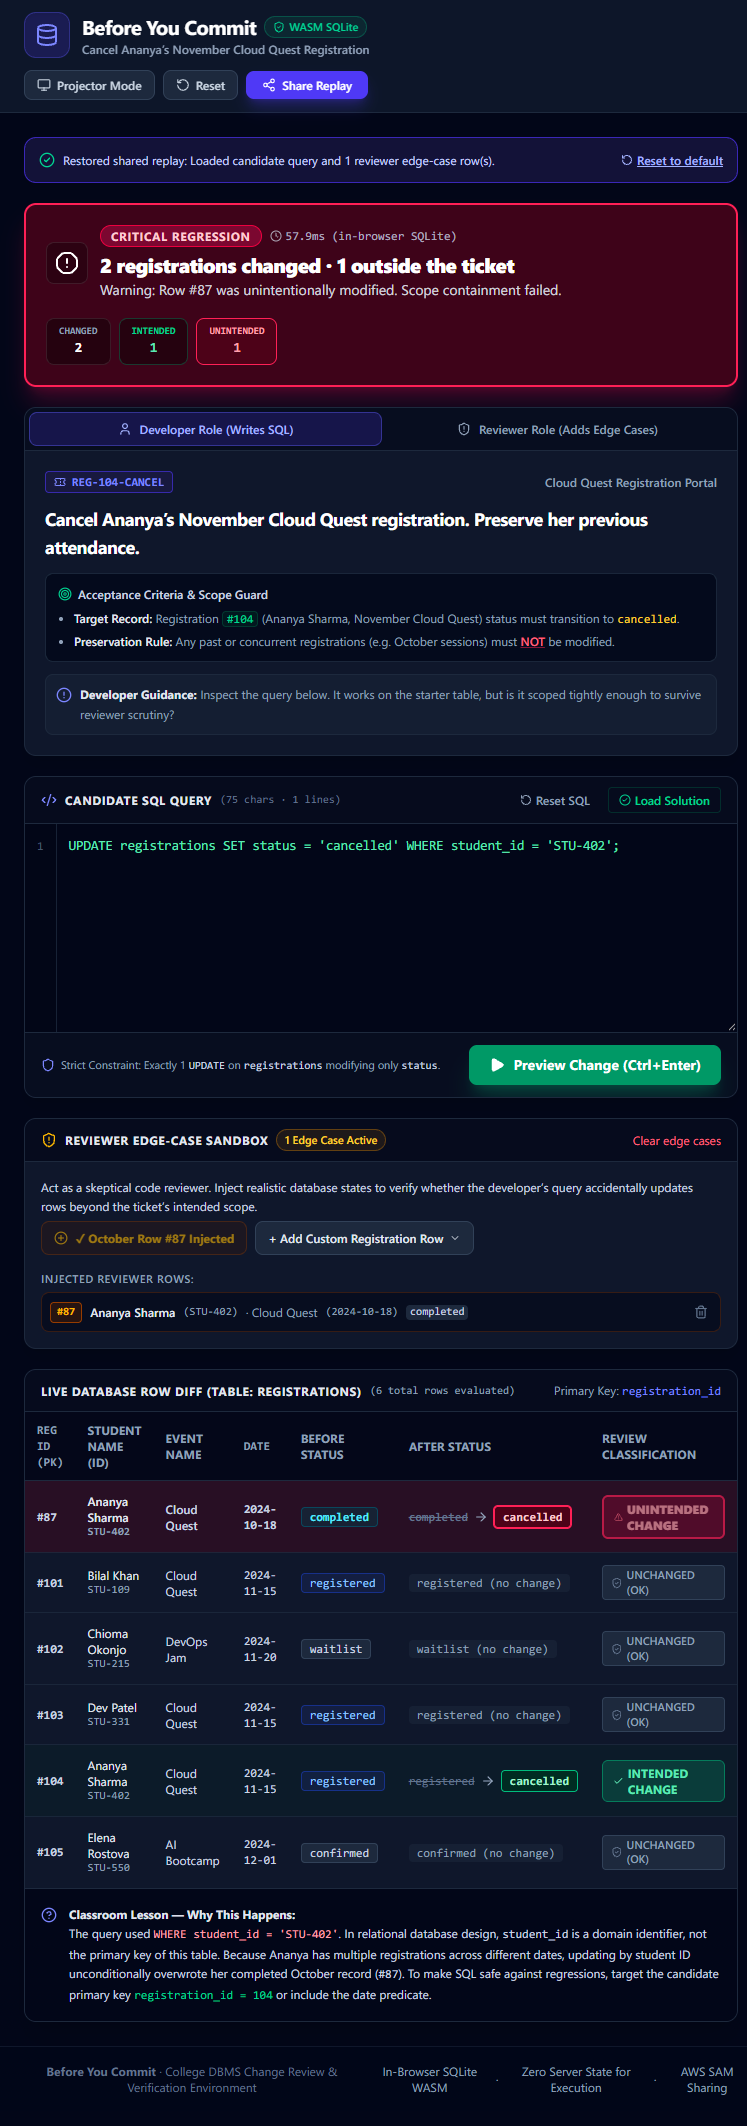 Before You Commit
WASM SQLite
Cancel Ananya's November Cloud Quest Registration
Projector Mode
Reset
Share Replay
Restored shared replay: Loaded candidate query and 1 reviewer edge-case row(s).
Reset to default
CRITICAL REGRESSION
57.9ms (in-browser SQLite)
2 registrations changed · 1 outside the ticket
Warning: Row #87 was unintentionally modified. Scope containment failed.
CHANGED
2
INTENDED
1
UNINTENDED
1
Developer Role (Writes SQL)
Reviewer Role (Adds Edge Cases)
REG-104-CANCEL
Cloud Quest Registration Portal
Cancel Ananya's November Cloud Quest registration. Preserve her previous
attendance.
Acceptance Criteria & Scope Guard
• Target Record: Registration #104 (Ananya Sharma, November Cloud Quest) status must transition to cancelled.
• Preservation Rule: Any past or concurrent registrations (e.g. October sessions) must NOT be modified.
Developer Guidance: Inspect the query below. It works on the starter table, but is it scoped tightly enough to survive
reviewer scrutiny?
CANDIDATE SQL QUERY
(75 chars · 1 lines)
Reset SQL
Load Solution
1
UPDATE registrations SET status = 'cancelled' WHERE student_id = 'STU-402';
Strict Constraint: Exactly 1 UPDATE on registrations modifying only status.
Preview Change (Ctrl+Enter)
REVIEWER EDGE-CASE SANDBOX
1 Edge Case Active
Clear edge cases
Act as a skeptical code reviewer. Inject realistic database states to verify whether the developer's query accidentally updates
rows beyond the ticket's intended scope.
✓ October Row #87 Injected
+ Add Custom Registration Row
INJECTED REVIEWER ROWS:
#87
Ananya Sharma
(STU-402)
· Cloud Quest
(2024-10-18)
completed
LIVE DATABASE ROW DIFF (TABLE: REGISTRATIONS)
(6 total rows evaluated)
Primary Key: registration_id
REG
ID
(PK)
STUDENT
NAME
(ID)
EVENT
NAME
DATE
BEFORE
STATUS
AFTER STATUS
REVIEW
CLASSIFICATION
#87
Ananya
Sharma
STU-402
Cloud
Quest
2024-
10-18
completed
completed → cancelled
UNINTENDED
CHANGE
#101
Bilal Khan
STU-109
Cloud
Quest
2024-
11-15
registered
registered (no change)
UNCHANGED
(OK)
#102
Chioma
Okonjo
STU-215
DevOps
Jam
2024-
11-20
waitlist
waitlist (no change)
UNCHANGED
(OK)
#103
Dev Patel
STU-331
Cloud
Quest
2024-
11-15
registered
registered (no change)
UNCHANGED
(OK)
#104
Ananya
Sharma
STU-402
Cloud
Quest
2024-
11-15
registered
registered → cancelled
INTENDED
CHANGE
#105
Elena
Rostova
STU-550
AI
Bootcamp
2024-
12-01
confirmed
confirmed (no change)
UNCHANGED
(OK)
Classroom Lesson — Why This Happens:
The query used WHERE student_id = 'STU-402'. In relational database design, student_id is a domain identifier, not
the primary key of this table. Because Ananya has multiple registrations across different dates, updating by student ID
unconditionally overwrote her completed October record (#87). To make SQL safe against regressions, target the candidate
primary key registration_id = 104 or include the date predicate.
Before You Commit · College DBMS Change Review &
Verification Environment
In-Browser SQLite
WASM
·
Zero Server State for
Execution
·
AWS SAM
Sharing